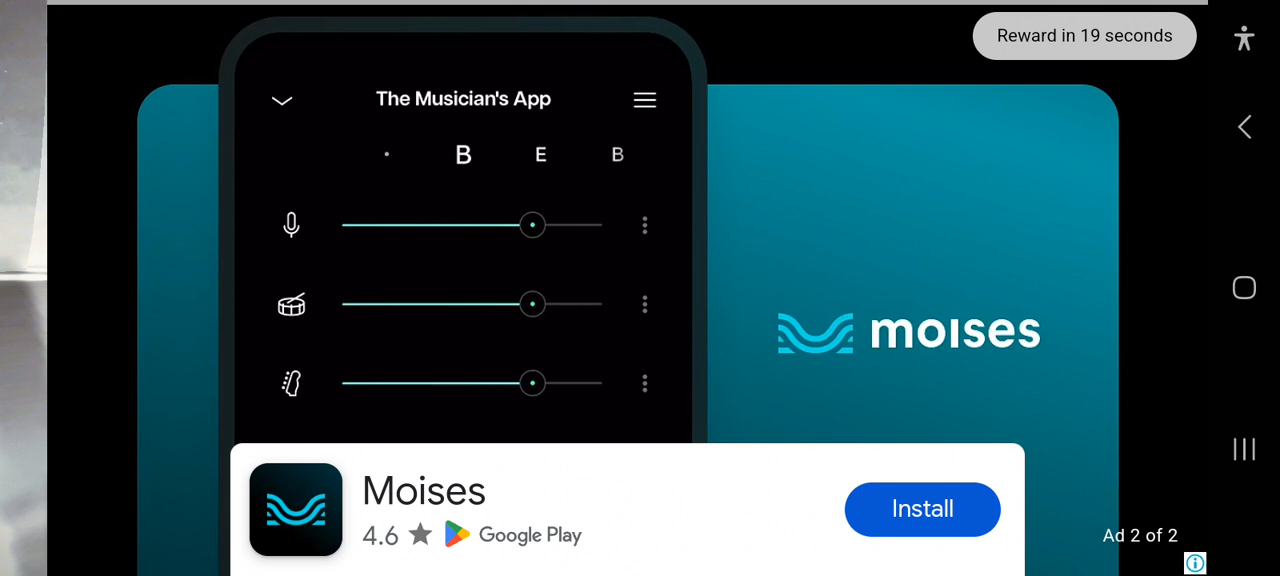 Reward in 19 seconds
The Musician's App
B E B
moises
Moises
4.6 ★ Google Play
Install
Ad 2 of 2